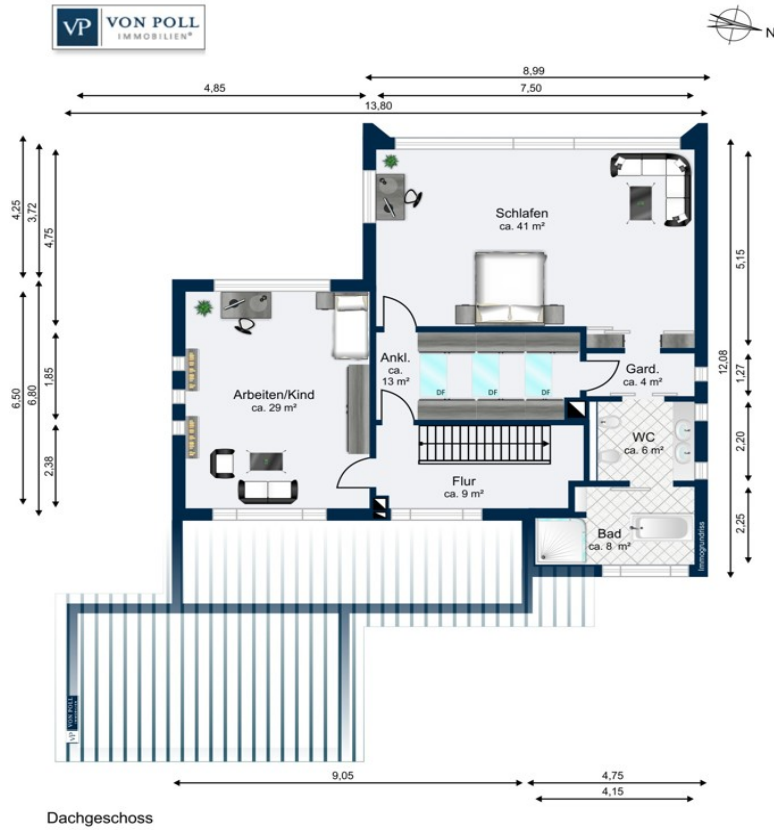 VP VON POLL
IMMOBILIEN®
N
8,99
4,85
7,50
13,80
4,25
3,72
4,75
6,50
6,80
1,85
2,38
5,15
12,08
1,27
2,20
2,25
Schlafen
ca. 41 m²
Ankl.
ca.
13 m²
DF
DF
DF
Gard.
ca. 4 m²
Arbeiten/Kind
ca. 29 m²
WC
ca. 6 m²
Flur
ca. 9 m²
Bad
ca. 8 m²
Immogrundriss
VP VON POLL
IMMOBILIEN
9,05
4,75
4,15
Dachgeschoss